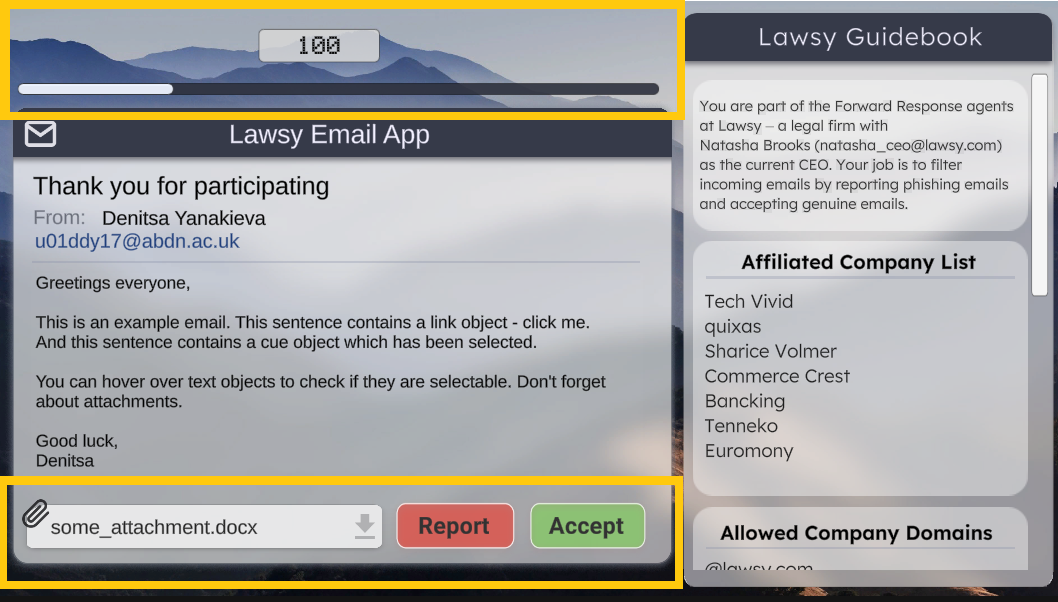 100
Lawsy Email App
Thank you for participating
From: Denitsa Yanakieva
u01ddy17@abdn.ac.uk
Greetings everyone,
This is an example email. This sentence contains a link object - click me.
And this sentence contains a cue object which has been selected.
You can hover over text objects to check if they are selectable. Don't forget
about attachments.
Good luck,
Denitsa
some_attachment.docx
Report
Accept
Lawsy Guidebook
You are part of the Forward Response agents
at Lawsy – a legal firm with
Natasha Brooks (natasha_ceo@lawsy.com)
as the current CEO. Your job is to filter
incoming emails by reporting phishing emails
and accepting genuine emails.
Affiliated Company List
Tech Vivid
quixas
Sharice Volmer
Commerce Crest
Bancking
Tenneko
Euromony
Allowed Company Domains
@lawsy.com